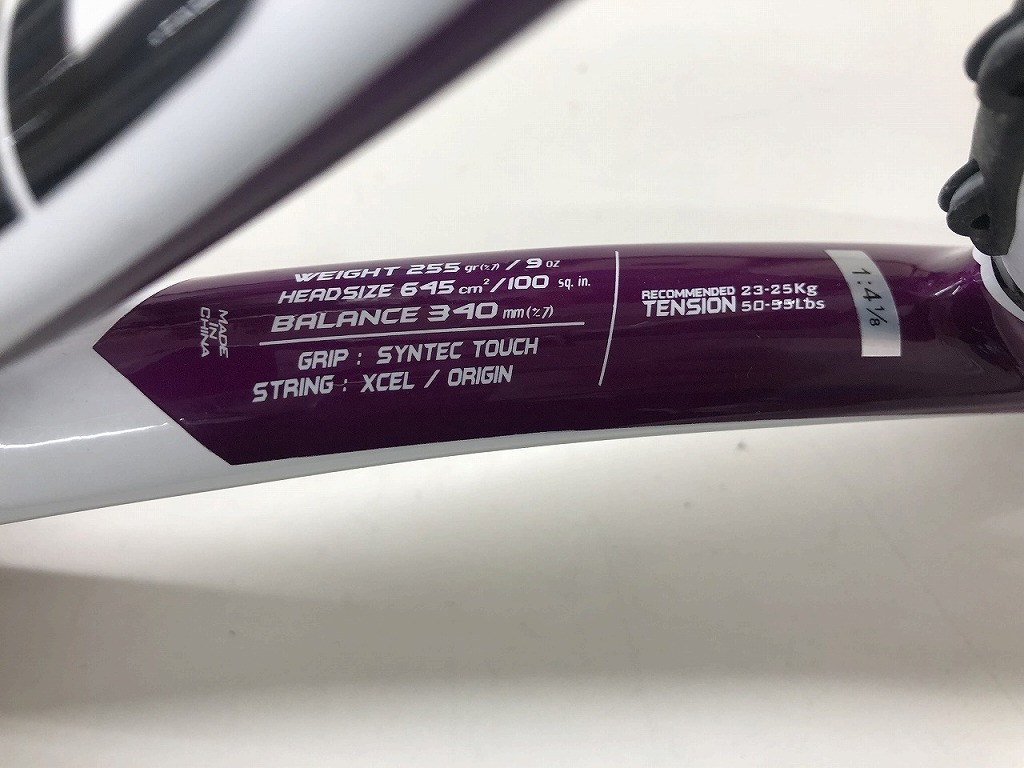 WEIGHT 255 gr(±7) / 9 oz
HEADSIZE 645 cm²/100 sq. in.
BALANCE 340 mm(±7)
GRIP : SYNTEC TOUCH
STRING : XCEL / ORIGIN
MADE
IN
CHINA
RECOMMENDED 23-25Kg
TENSION 50-55Lbs
1:4 1/8